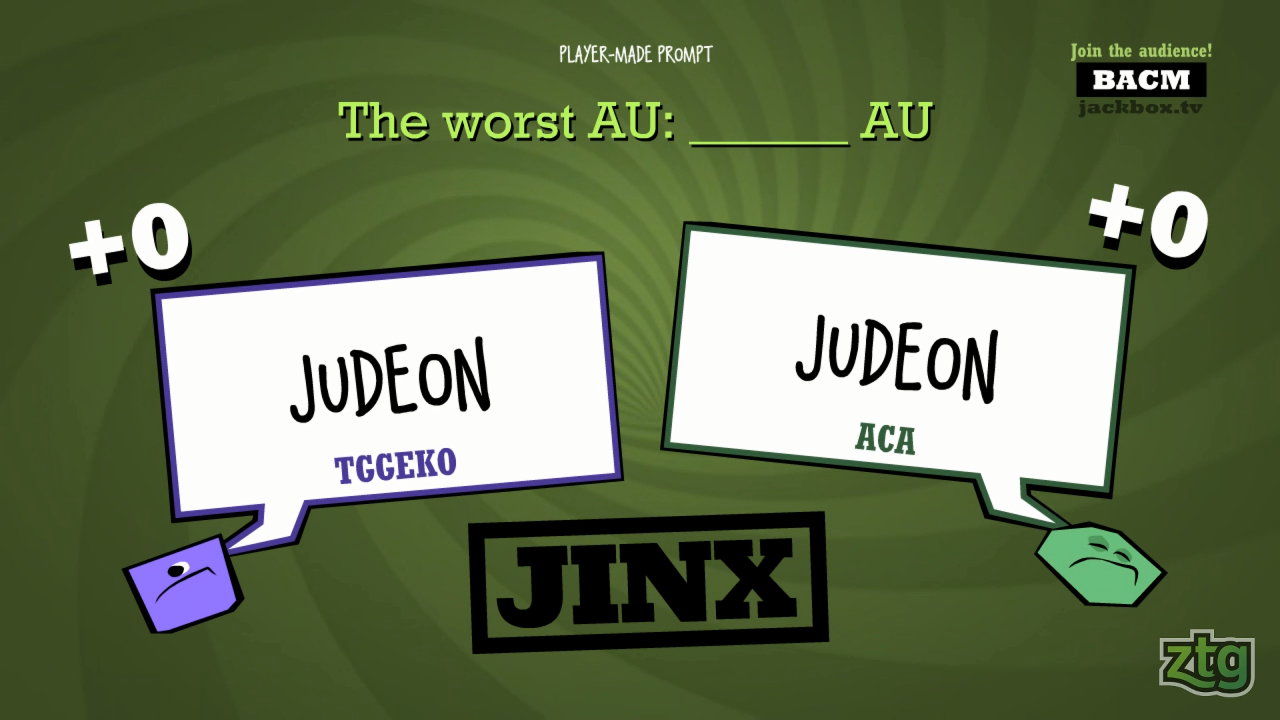 PLAYER-MADE PROMPT
Join the audience!
BACM
jackbox.tv
The worst AU: ______ AU
+0
+0
JUDEON
TGGEKO
JUDEON
ACA
JINX
ztg